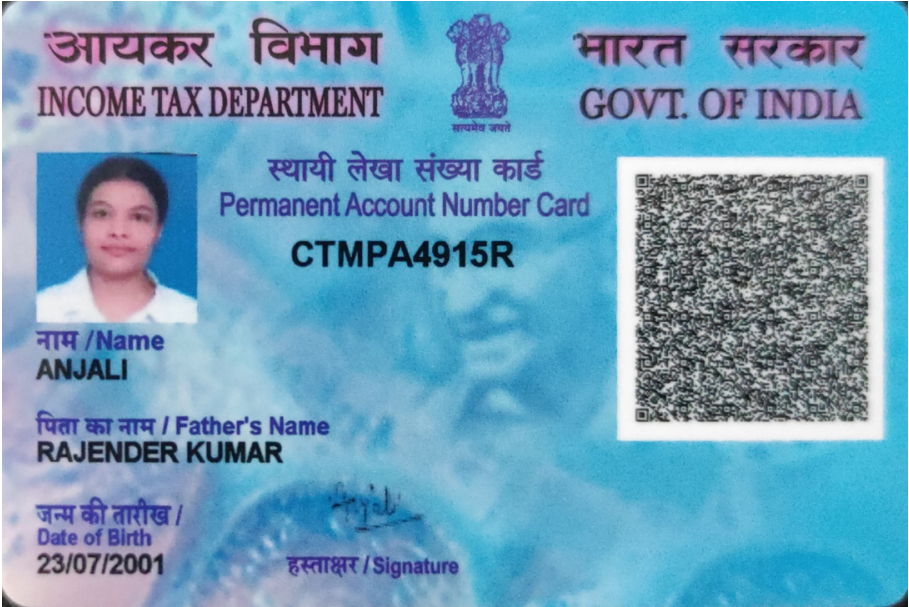 आयकर विभाग
INCOME TAX DEPARTMENT
सत्यमेव जयते
भारत सरकार
GOVT. OF INDIA
स्थायी लेखा संख्या कार्ड
Permanent Account Number Card
CTMPA4915R
नाम /Name
ANJALI
पिता का नाम / Father's Name
RAJENDER KUMAR
जन्म की तारीख /
Date of Birth
23/07/2001
Anjali
हस्ताक्षर / Signature